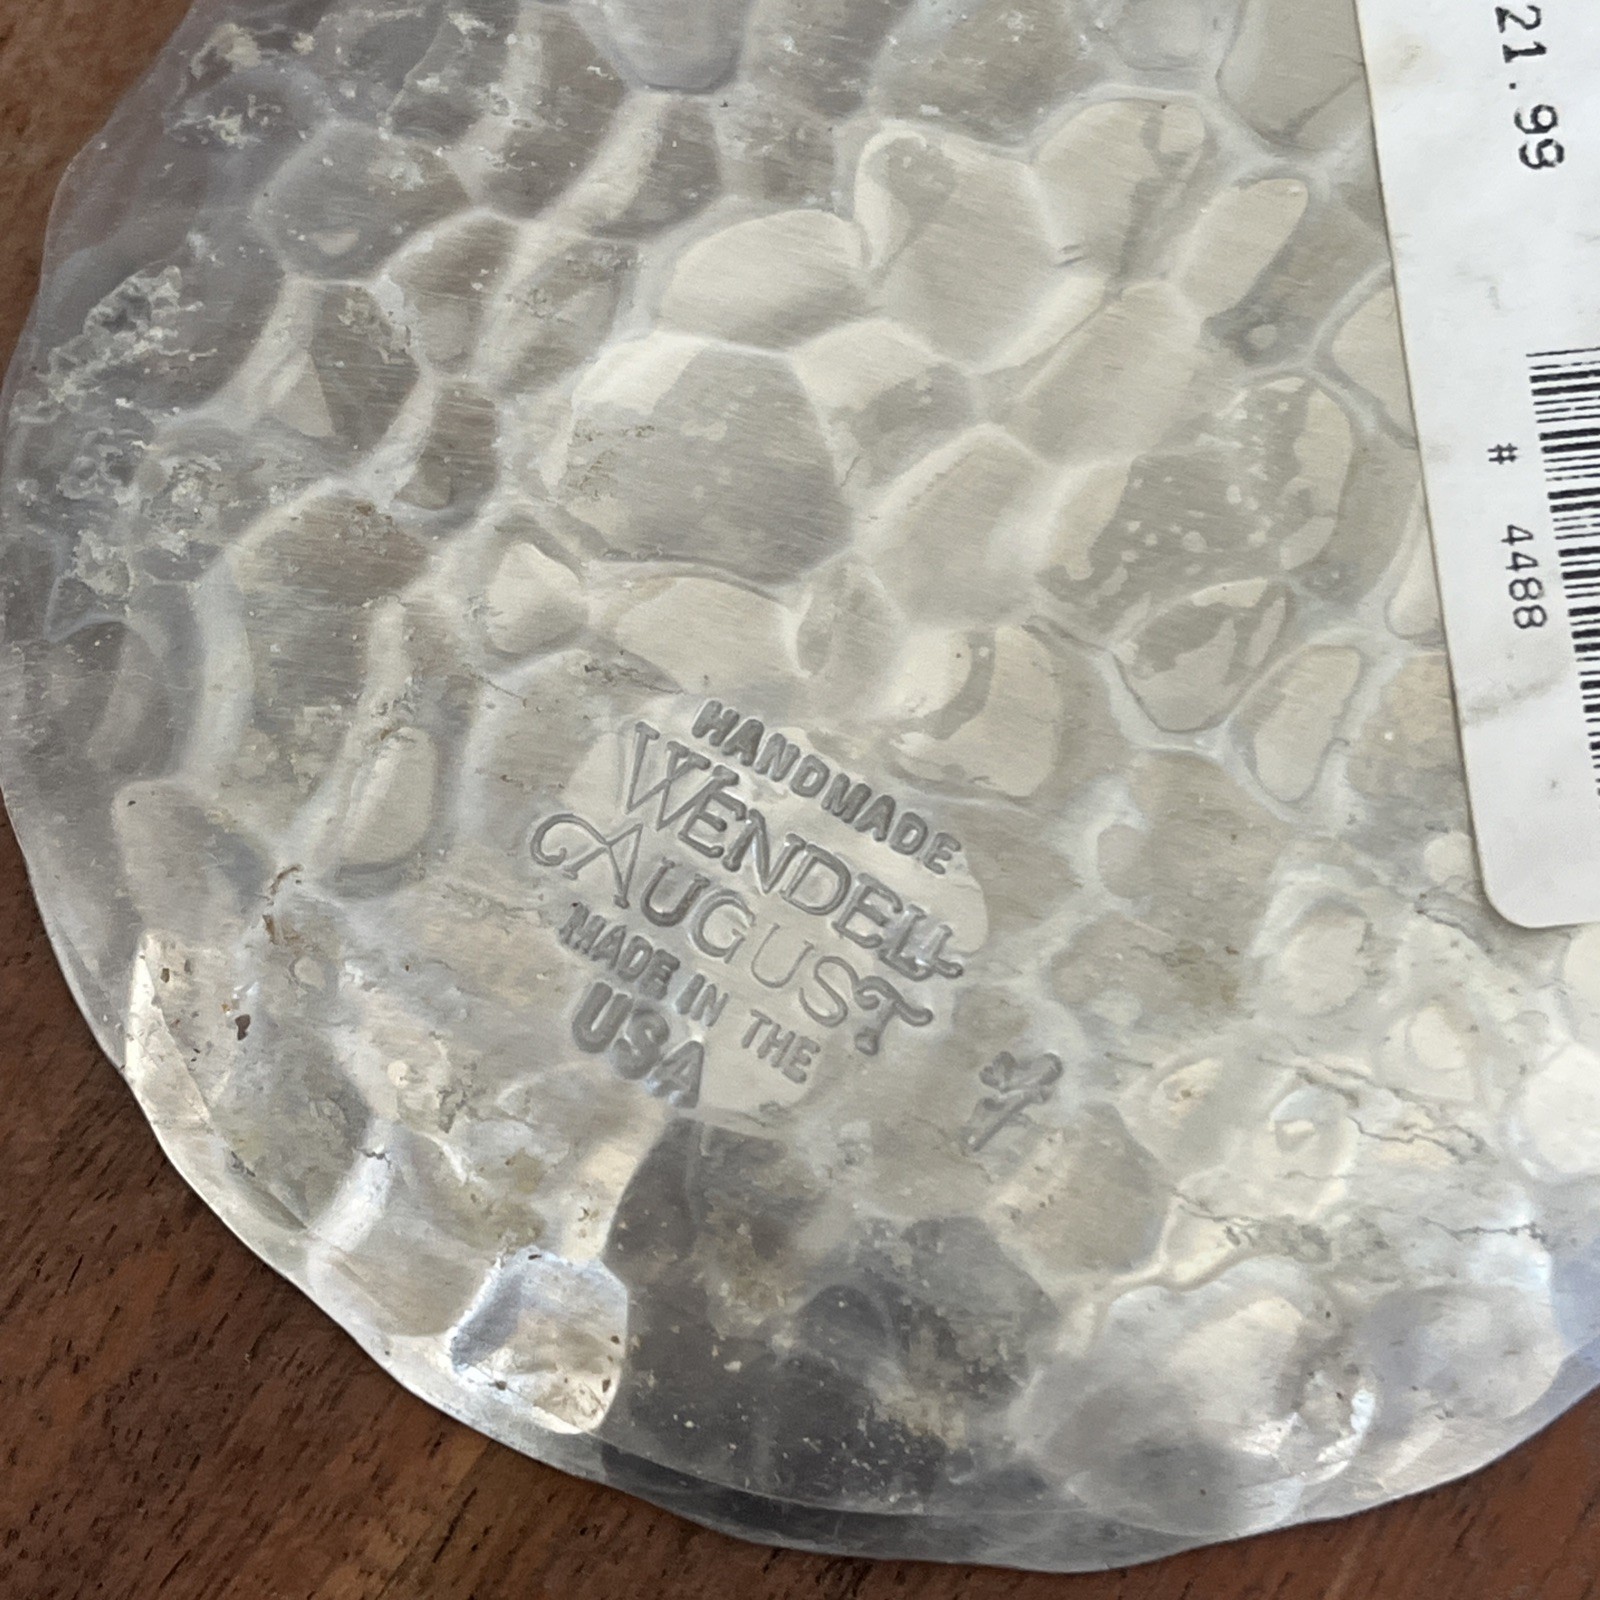 HANDMADE
WENDELL
AUGUST
MADE IN THE
USA
21.99
# 4488